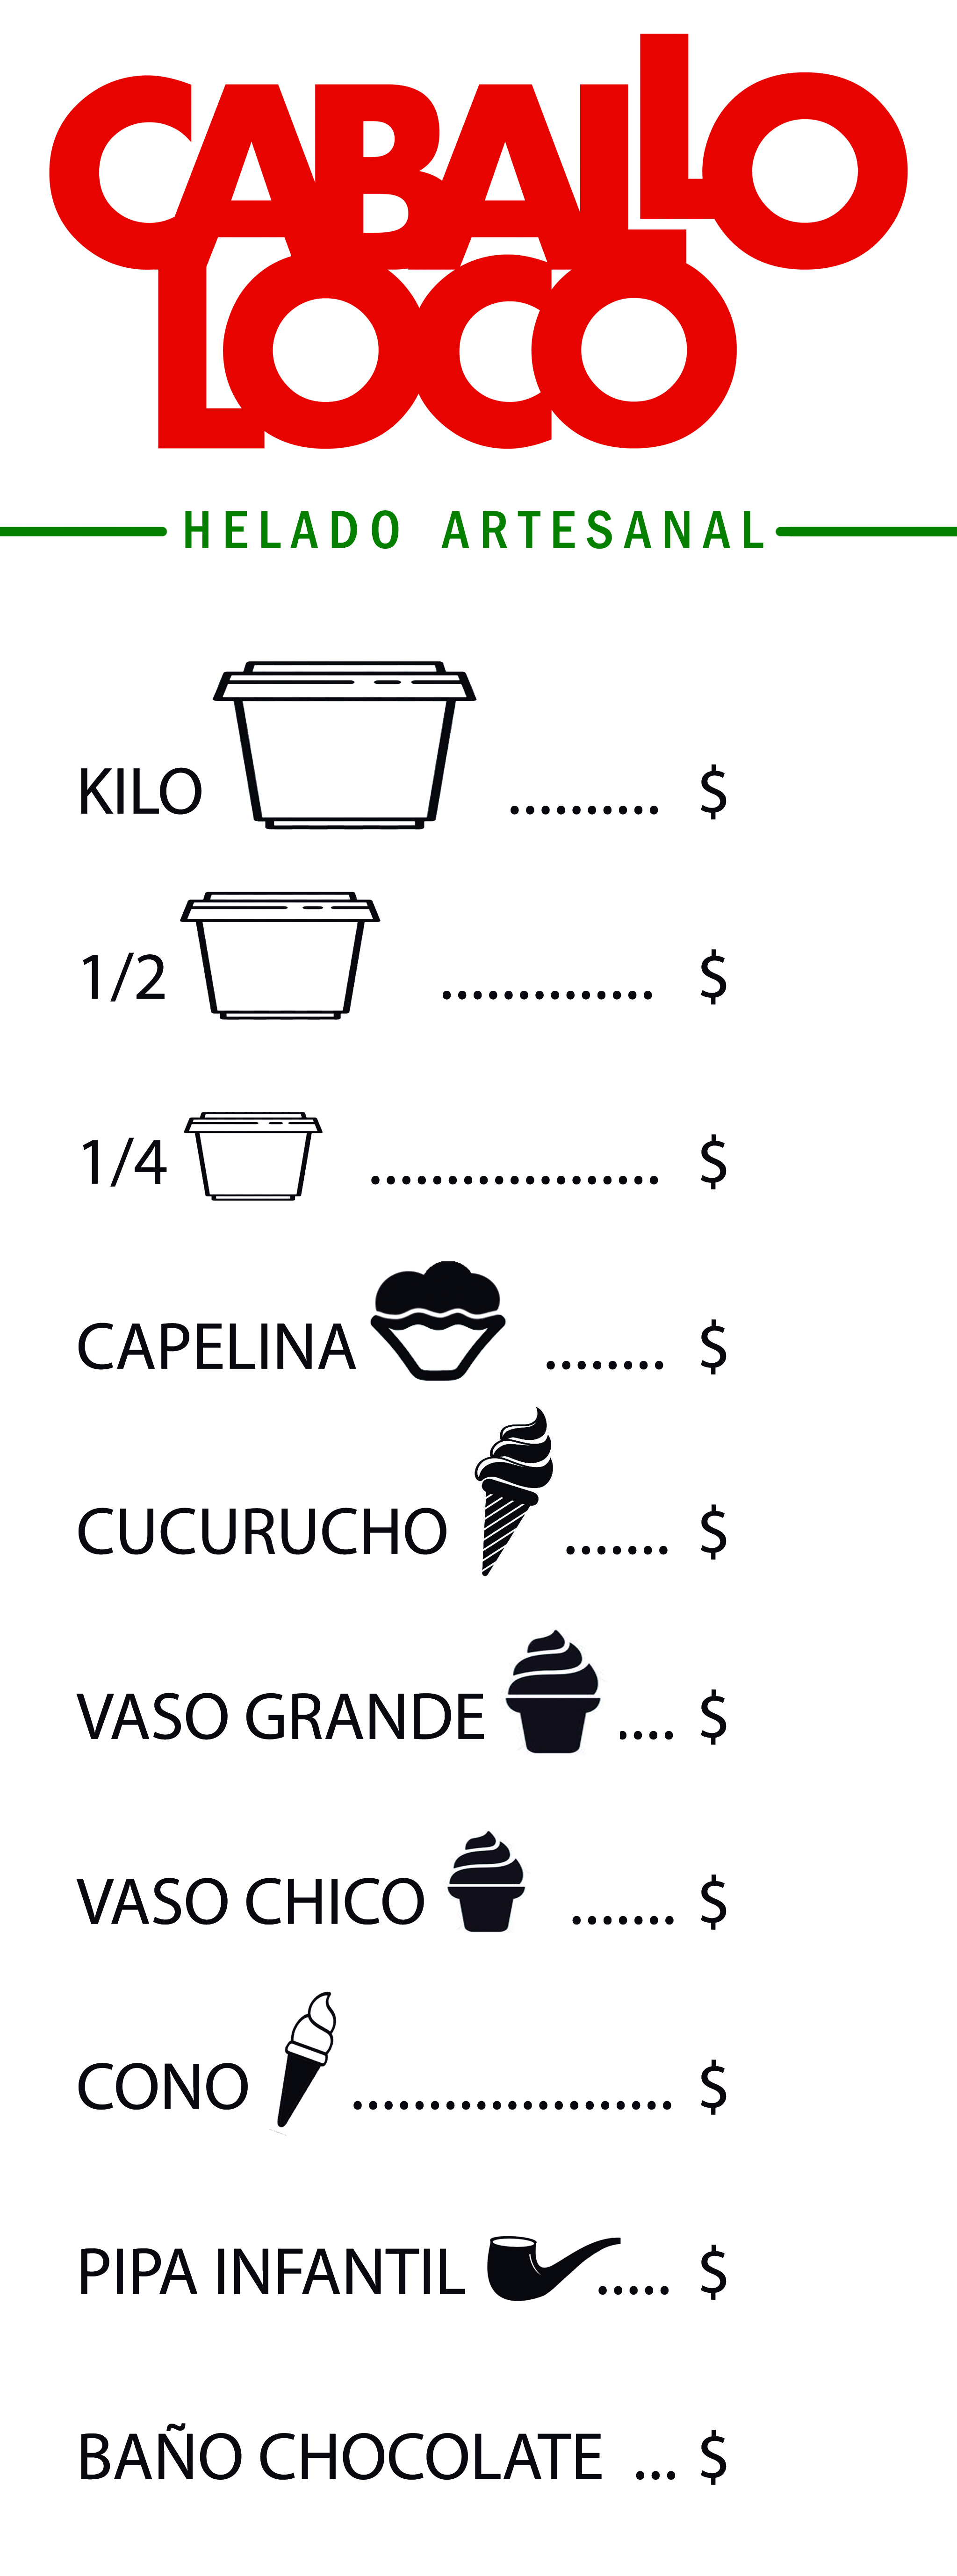 CABALLO
LOCO
HELADO ARTESANAL
KILO .......... $
1/2 .............. $
1/4 ................... $
CAPELINA ........ $
CUCURUCHO ....... $
VASO GRANDE .... $
VASO CHICO ....... $
CONO ..................... $
PIPA INFANTIL ..... $
BAÑO CHOCOLATE ... $